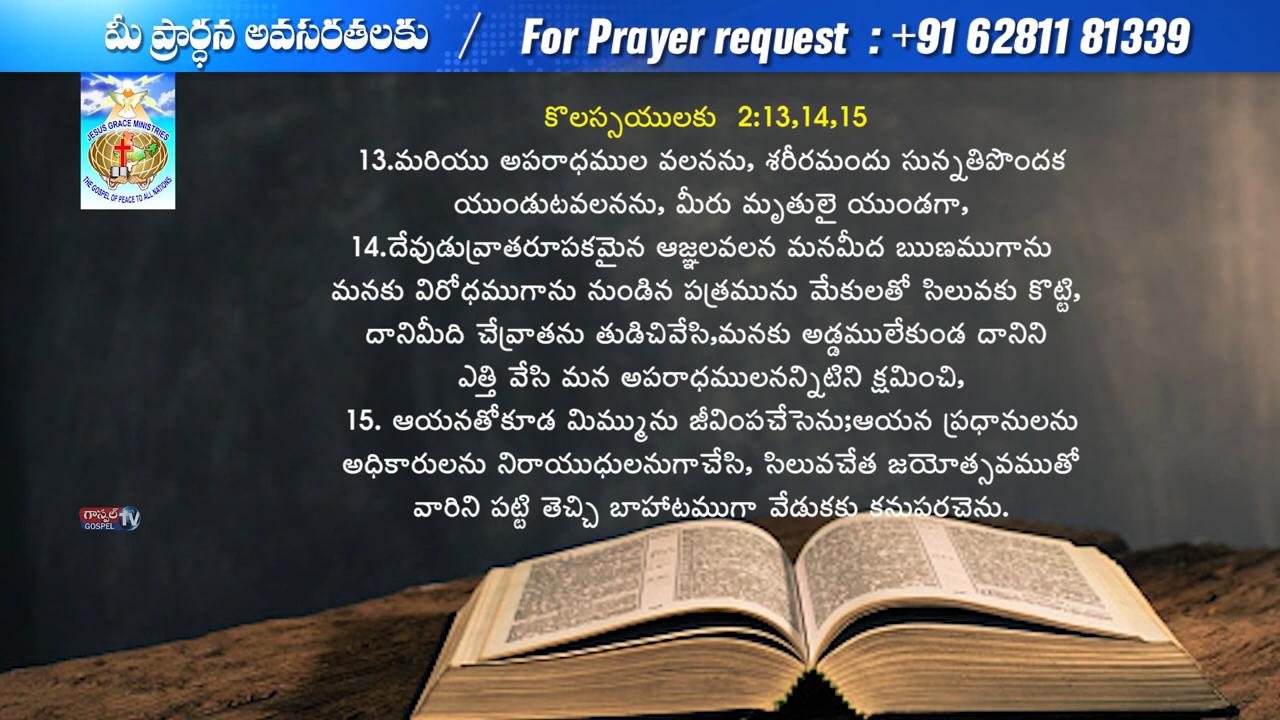 మీ ప్రార్ధన అవసరతలకు / For Prayer request : +91 62811 81339
JESUS GRACE MINISTRIES
THE GOSPEL OF PEACE TO ALL NATIONS
కొలస్సయులకు 2:13,14,15
13.మరియు అపరాధముల వలనను, శరీరమందు సున్నతిపొందక
యుండుటవలనను, మీరు మృతులై యుండగా,
14.దేవుడువ్రాతరూపకమైన ఆజ్ఞలవలన మనమీద ఋణముగాను
మనకు విరోధముగాను నుండిన పత్రమును మేకులతో సిలువకు కొట్టి,
దానిమీది చేవ్రాతను తుడిచివేసి,మనకు అడ్డములేకుండ దానిని
ఎత్తి వేసి మన అపరాధములనన్నిటిని క్షమించి,
15. ఆయనతోకూడ మిమ్మును జీవింపచేసెను;ఆయన ప్రధానులను
అధికారులను నిరాయుధులనుగాచేసి, సిలువచేత జయోత్సవముతో
వారిని పట్టి తెచ్చి బాహాటముగా వేడుకకు కనుపరచెను.
గాస్పల్ TV
GOSPEL